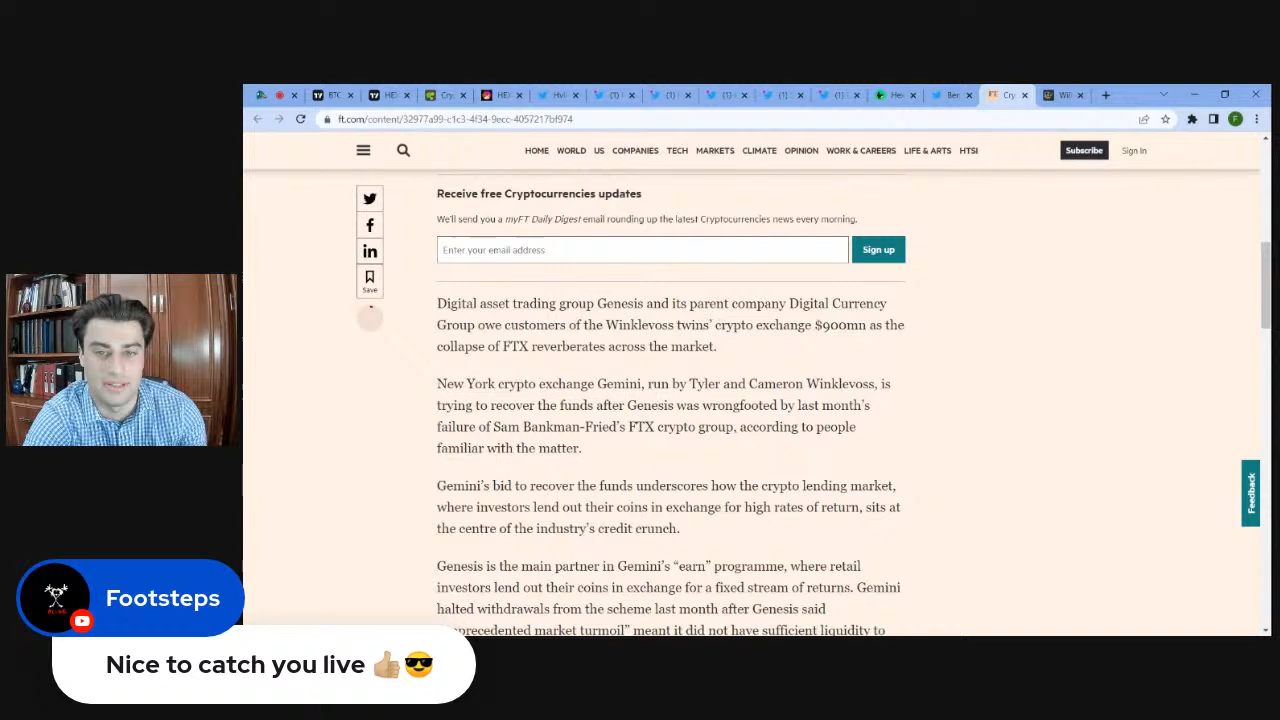 BTC
HEX
Cry
HEX
(1)
(1)
(1)
(1)
(1)
Cry
ft.com/content/32977a99-c1c3-4f34-9ecc-4057217bf974
F
HOME WORLD US COMPANIES TECH MARKETS CLIMATE OPINION WORK & CAREERS LIFE & ARTS HTSI
Subscribe Sign In
Receive free Cryptocurrencies updates
We'll send you a myFT Daily Digest email rounding up the latest Cryptocurrencies news every morning.
Enter your email address
Sign up
Save
Digital asset trading group Genesis and its parent company Digital Currency
Group owe customers of the Winklevoss twins' crypto exchange $900mn as the
collapse of FTX reverberates across the market.
New York crypto exchange Gemini, run by Tyler and Cameron Winklevoss, is
trying to recover the funds after Genesis was wrongfooted by last month's
failure of Sam Bankman-Fried's FTX crypto group, according to people
familiar with the matter.
Gemini's bid to recover the funds underscores how the crypto lending market,
where investors lend out their coins in exchange for high rates of return, sits at
the centre of the industry's credit crunch.
Genesis is the main partner in Gemini's “earn” programme, where retail
investors lend out their coins in exchange for a fixed stream of returns. Gemini
halted withdrawals from the scheme last month after Genesis said
market turmoil” meant it did not have sufficient liquidity to
Feedback
Footsteps
Nice to catch you live 👍🏼😎